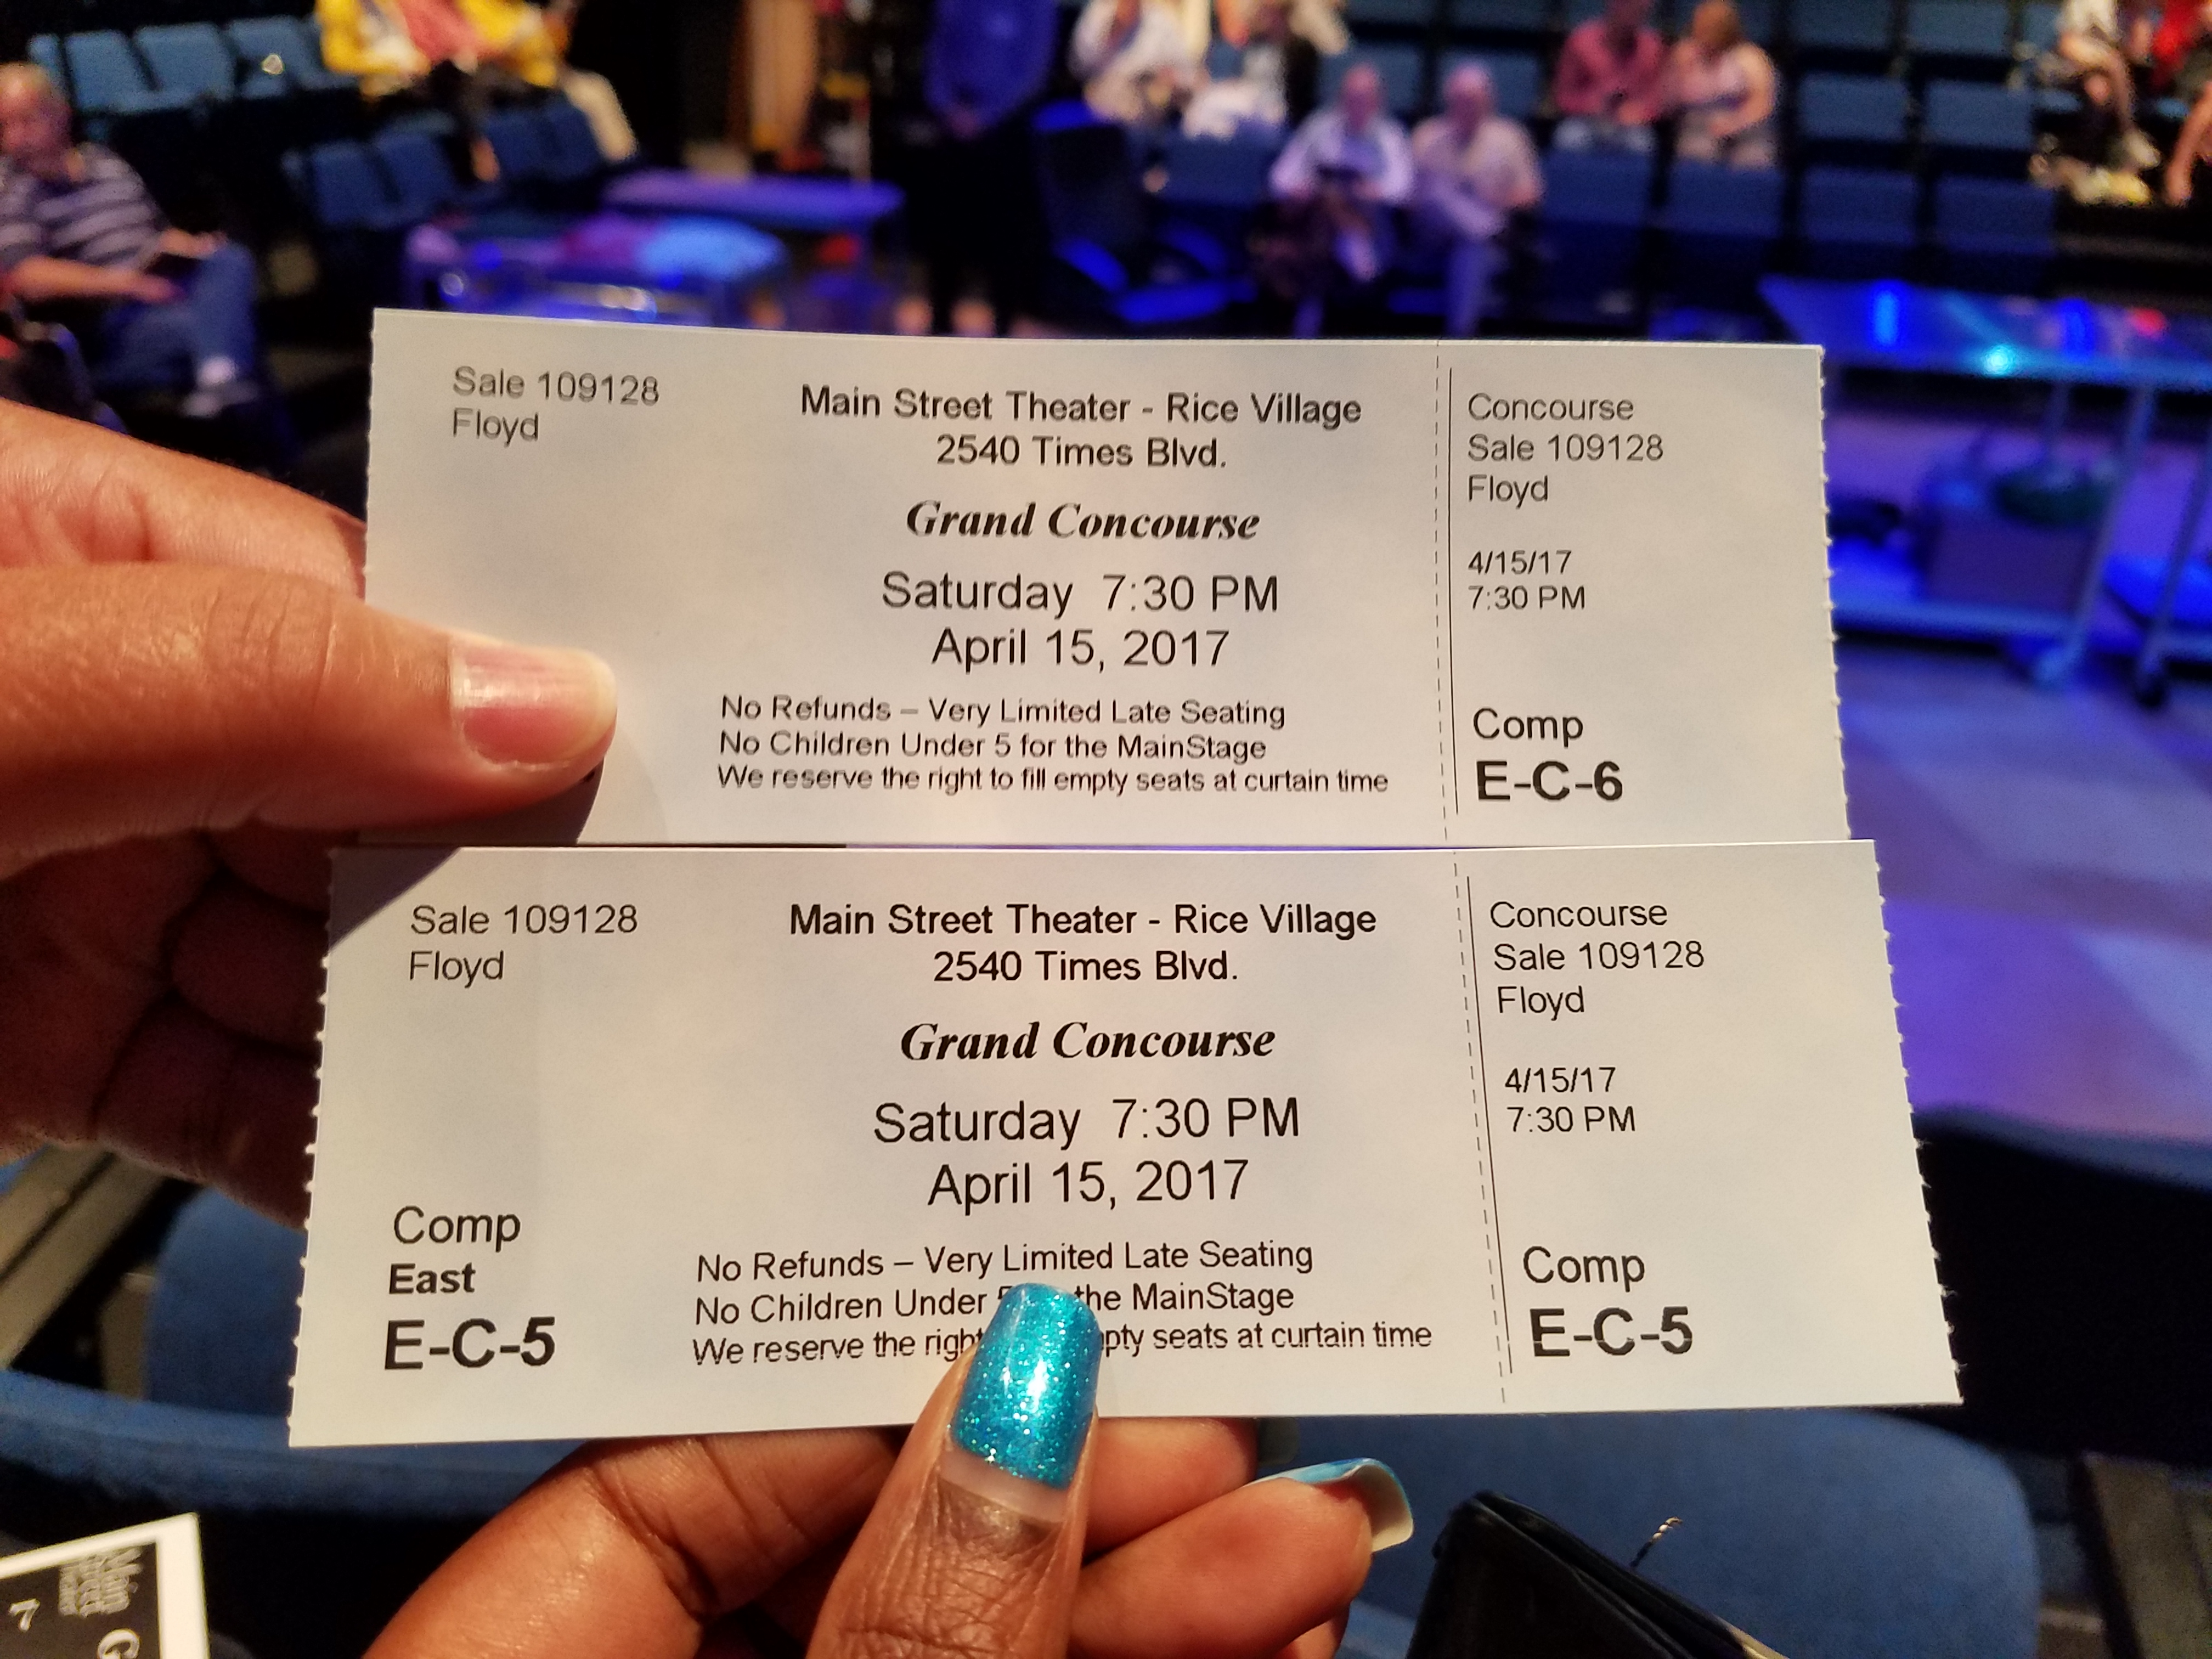 Sale 109128
Floyd
Main Street Theater - Rice Village
2540 Times Blvd.
Grand Concourse
Saturday 7:30 PM
April 15, 2017
No Refunds – Very Limited Late Seating
No Children Under 5 for the MainStage
We reserve the right to fill empty seats at curtain time
Concourse
Sale 109128
Floyd
4/15/17
7:30 PM
Comp
E-C-6
Sale 109128
Floyd
Comp
East
E-C-5
Main Street Theater - Rice Village
2540 Times Blvd.
Grand Concourse
Saturday 7:30 PM
April 15, 2017
No Refunds – Very Limited Late Seating
No Children Under the MainStage
We reserve the right pty seats at curtain time
Concourse
Sale 109128
Floyd
4/15/17
7:30 PM
Comp
E-C-5
7